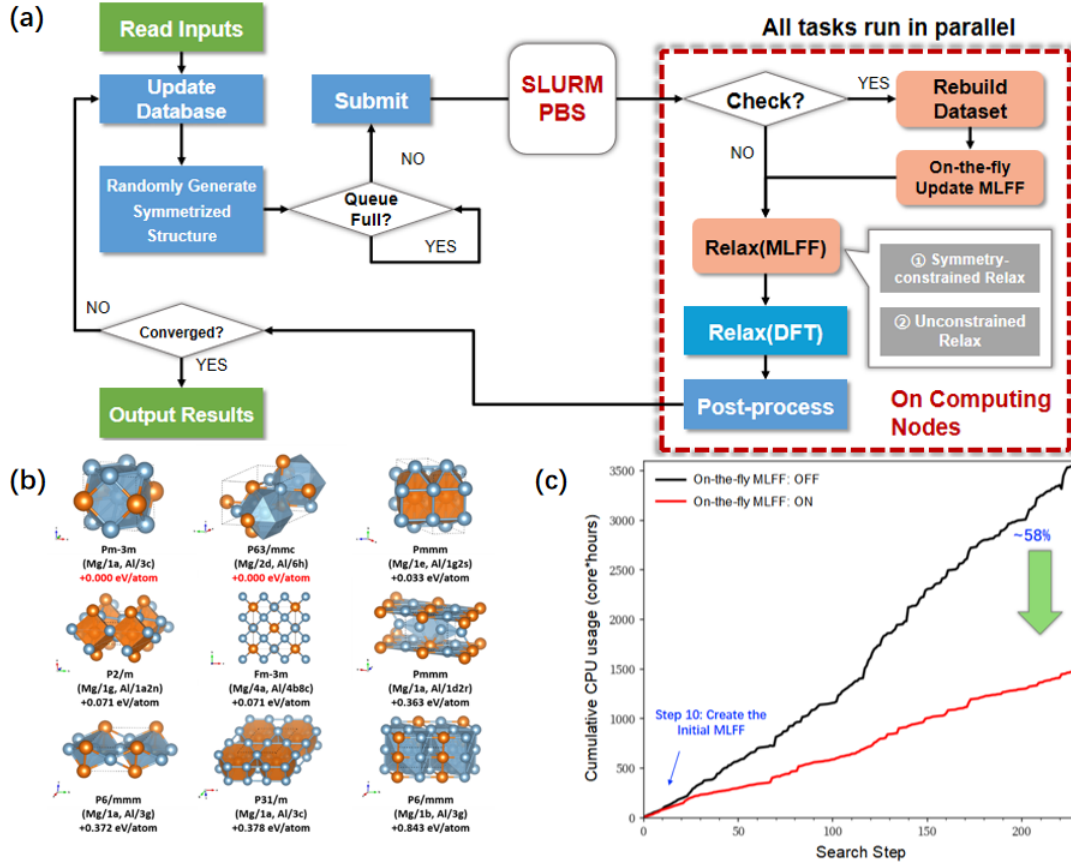 (a)
Read Inputs
Update
Database
Randomly Generate
Symmetrized
Structure
Submit
NO
Queue
Full?
YES
SLURM
PBS
All tasks run in parallel
Check?
YES
NO
Rebuild
Dataset
On-the-fly
Update MLFF
Relax(MLFF)
① Symmetry-
constrained Relax
② Unconstrained
Relax
Relax(DFT)
Post-process
On Computing
Nodes
NO
Converged?
YES
Output Results
(b)
Pm-3m
(Mg/1a, Al/3c)
+0.000 eV/atom
P63/mmc
(Mg/2d, Al/6h)
+0.000 eV/atom
Pmmm
(Mg/1e, Al/1g2s)
+0.033 eV/atom
P2/m
(Mg/1g, Al/1a2n)
+0.071 eV/atom
Fm-3m
(Mg/4a, Al/4b8c)
+0.071 eV/atom
Pmmm
(Mg/1a, Al/1d2r)
+0.363 eV/atom
P6/mmm
(Mg/1a, Al/3g)
+0.372 eV/atom
P31/m
(Mg/1a, Al/3c)
+0.378 eV/atom
P6/mmm
(Mg/1b, Al/3g)
+0.843 eV/atom
(c)
On-the-fly MLFF: OFF
On-the-fly MLFF: ON
~58%
Step 10: Create the
Initial MLFF
Cumulative CPU usage (core*hours)
3500
3000
2500
2000
1500
1000
500
0
0
50
100
150
200
Search Step